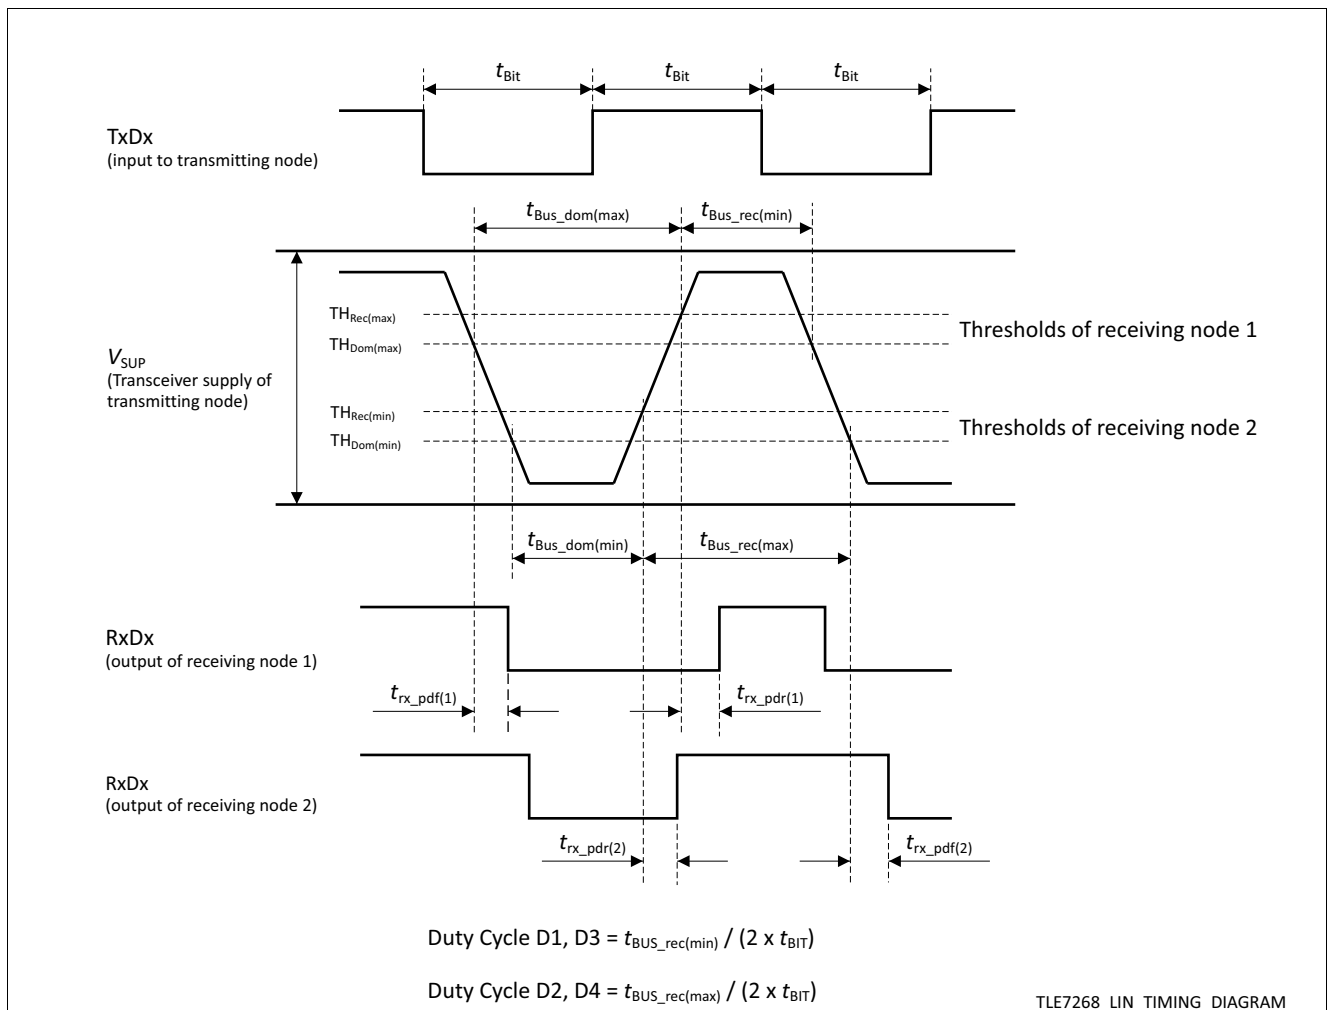 tBit tBit tBit
TxDx
(input to transmitting node)
tBus_dom(max) tBus_rec(min)
THRec(max)
Thresholds of receiving node 1
THDom(max)
VSUP
(Transceiver supply of
transmitting node)
THRec(min)
Thresholds of receiving node 2
THDom(min)
tBus_dom(min) tBus_rec(max)
RxDx
(output of receiving node 1)
trx_pdf(1) trx_pdr(1)
RxDx
(output of receiving node 2)
trx_pdr(2) trx_pdf(2)
Duty Cycle D1, D3 = tBUS_rec(min) / (2 x tBIT)
Duty Cycle D2, D4 = tBUS_rec(max) / (2 x tBIT)
TLE7268_LIN_TIMING_DIAGRAM